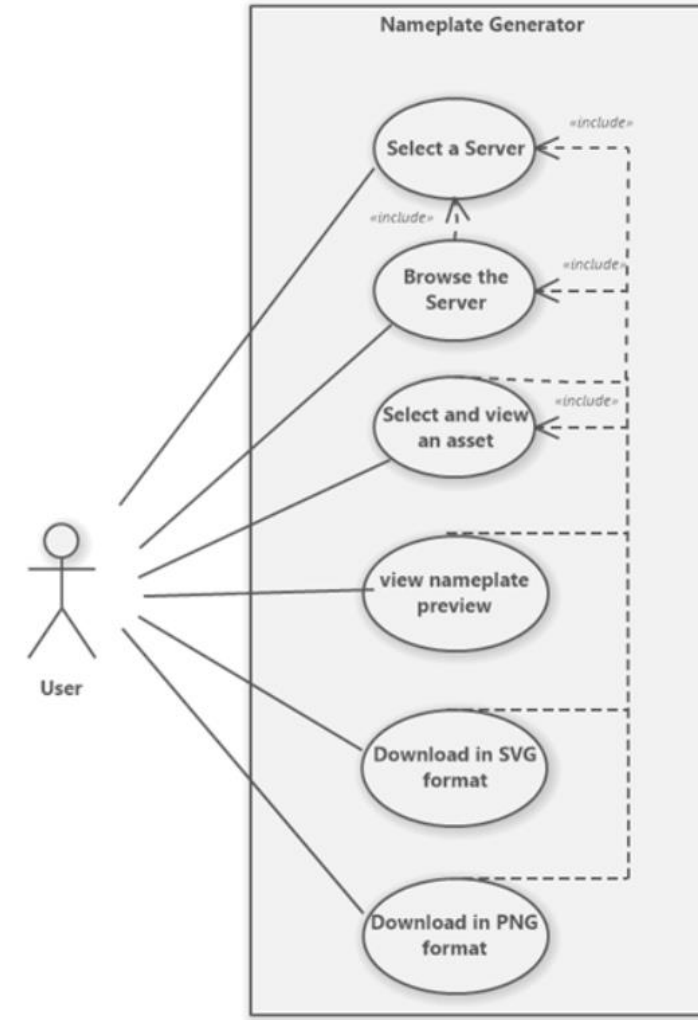 Nameplate Generator
«include»
Select a Server
«include»
«include»
Browse the
Server
«include»
Select and view
an asset
view nameplate
preview
User
Download in SVG
format
Download in PNG
format